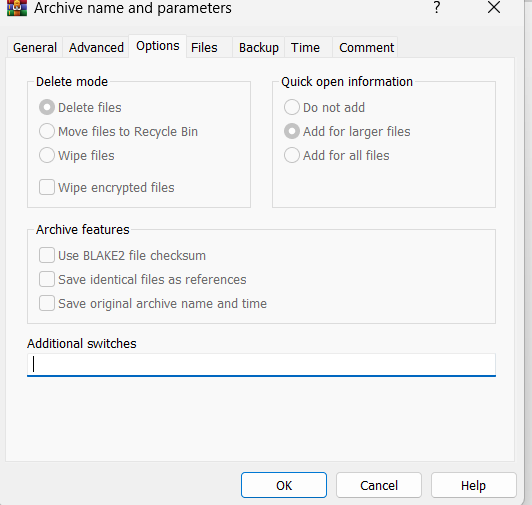 Archive name and parameters
General Advanced Options Files Backup Time Comment
Delete mode
Delete files
Move files to Recycle Bin
Wipe files
Wipe encrypted files
Quick open information
Do not add
Add for larger files
Add for all files
Archive features
Use BLAKE2 file checksum
Save identical files as references
Save original archive name and time
Additional switches
OK Cancel Help